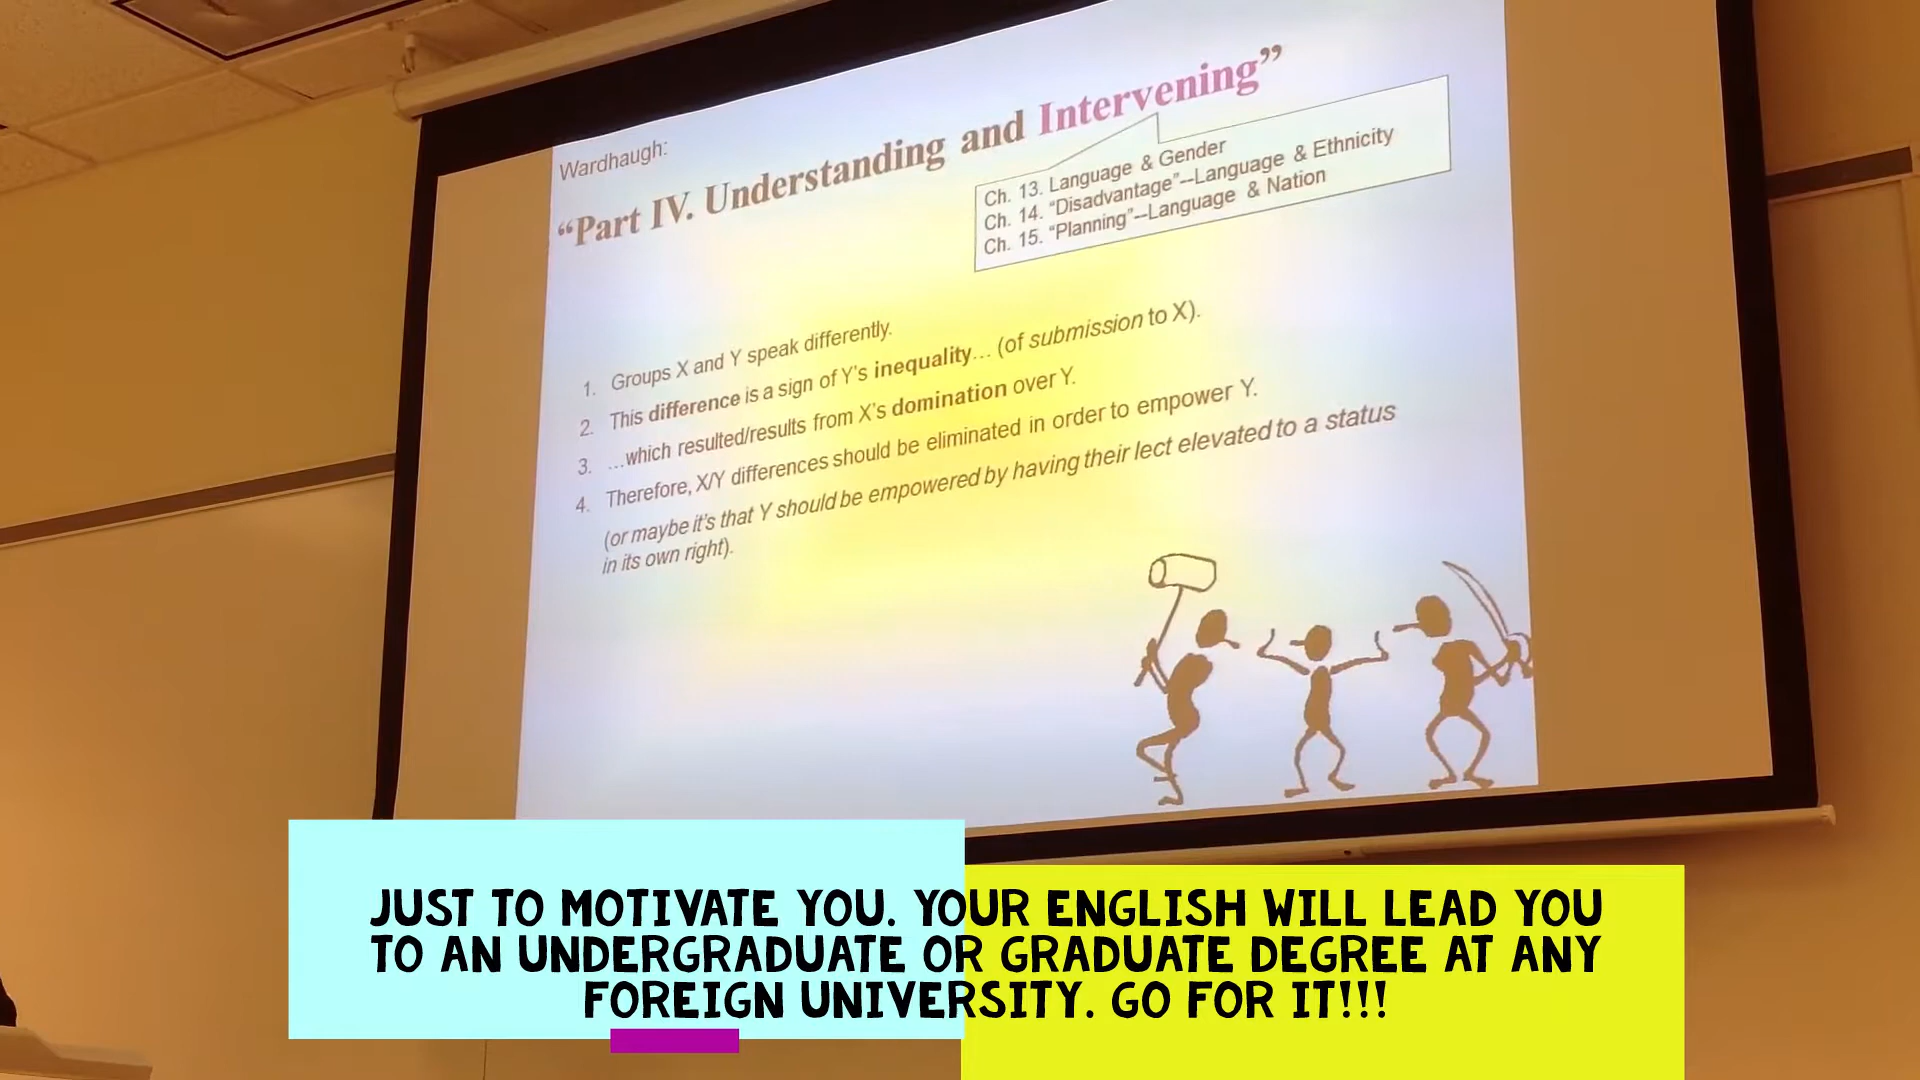 Wardhaugh:
“Part IV. Understanding and Intervening”
Ch. 13. Language & Gender
Ch. 14. “Disadvantage”--Language & Ethnicity
Ch. 15. “Planning”--Language & Nation
1. Groups X and Y speak differently.
2. This difference is a sign of Y's inequality… (of submission to X).
3. …which resulted/results from X's domination over Y.
4. Therefore, X/Y differences should be eliminated in order to empower Y.
(or maybe it's that Y should be empowered by having their lect elevated to a status
in its own right).
JUST TO MOTIVATE YOU. YOUR ENGLISH WILL LEAD YOU
TO AN UNDERGRADUATE OR GRADUATE DEGREE AT ANY
FOREIGN UNIVERSITY. GO FOR IT!!!